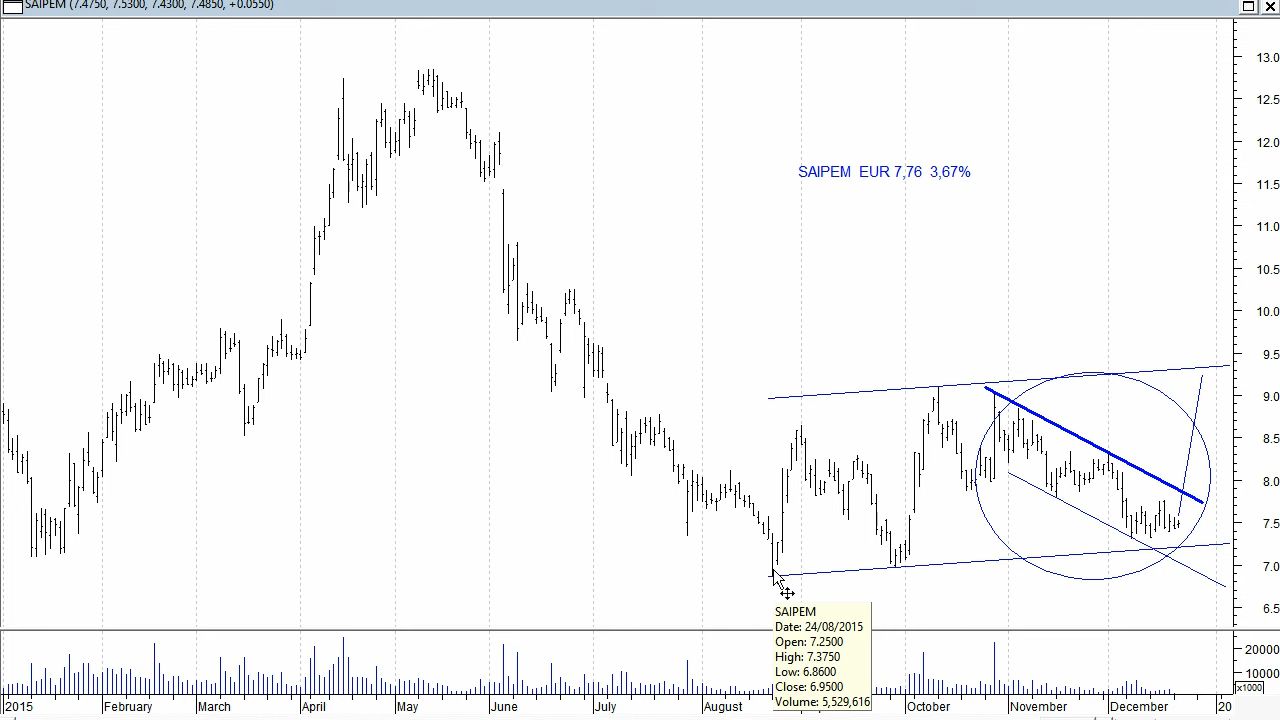 SAIPEM (7.4750, 7.5300, 7.4300, 7.4850, +0.0550)
13.0
12.5
12.0
SAIPEM EUR 7,76 3,67%
11.5
11.0
10.5
10.0
9.5
9.0
8.5
8.0
7.5
7.0
6.5
SAIPEM
Date: 24/08/2015
Open: 7.2500
High: 7.3750
Low: 6.8600
Close: 6.9500
Volume: 5,529,616
20000
10000
x1000
2015 February March April May June July August October November December 20